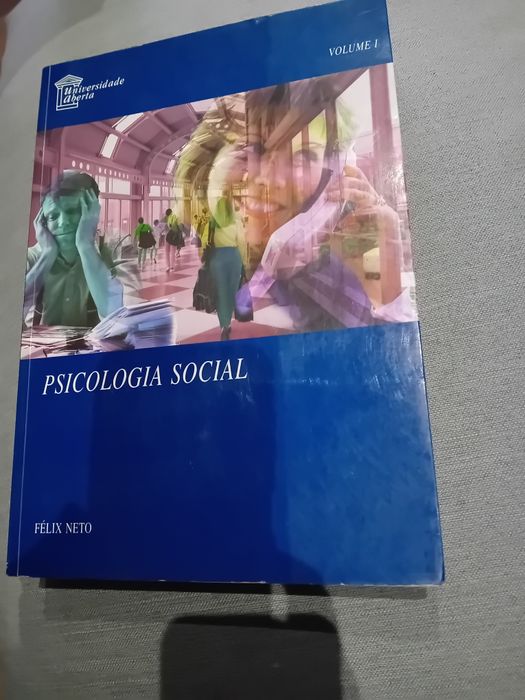 Universidade
Aberta
VOLUME I
PSICOLOGIA SOCIAL
FÉLIX NETO